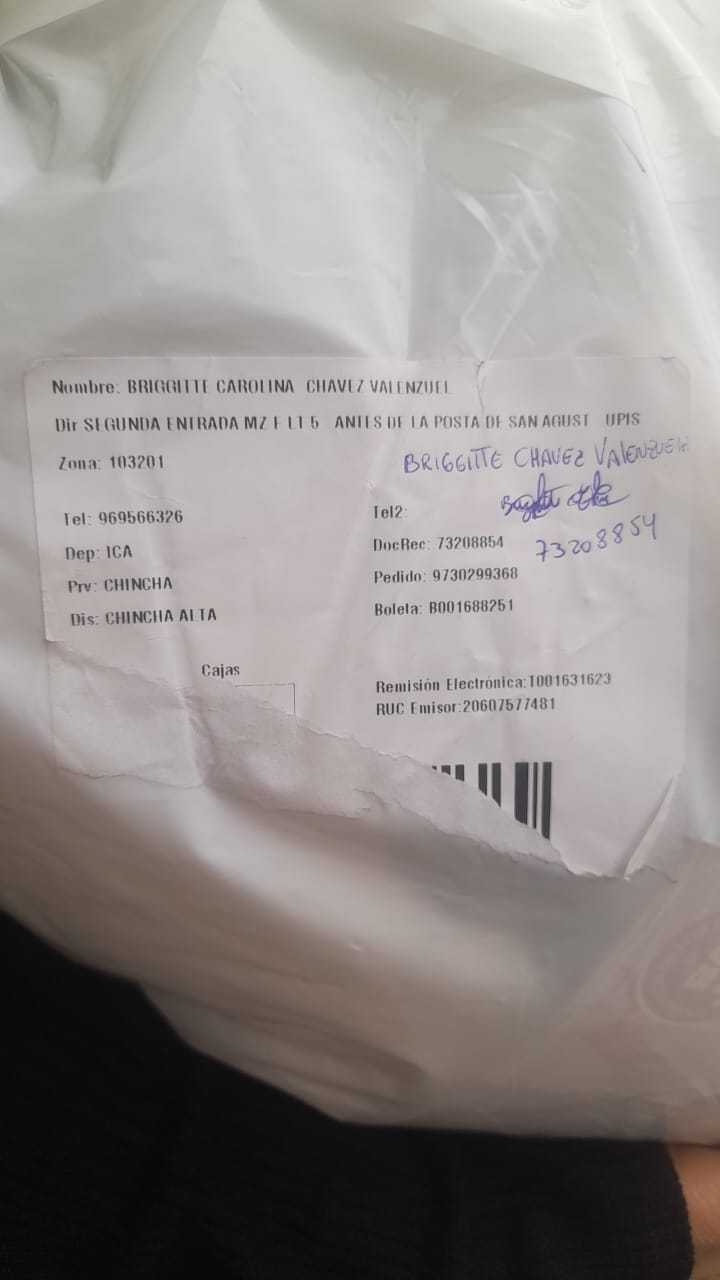 Nombre: BRIGGITTE CAROLINA CHAVEZ VALENZUEL
Dir SEGUNDA ENTRADA MZ F LT 5 ANTES DE LA POSTA DE SAN AGUST UPIS
Zona: 103201
BRIGGITTE CHAVEZ VALENZUELA
Tel: 969566326
Tel2:
DocRec: 73208854
73208854
Dep: ICA
Pedido: 9730299368
Prv: CHINCHA
Boleta: B001688251
Dis: CHINCHA ALTA
Cajas
Remisión Electrónica:T001631623
RUC Emisor:20607577481